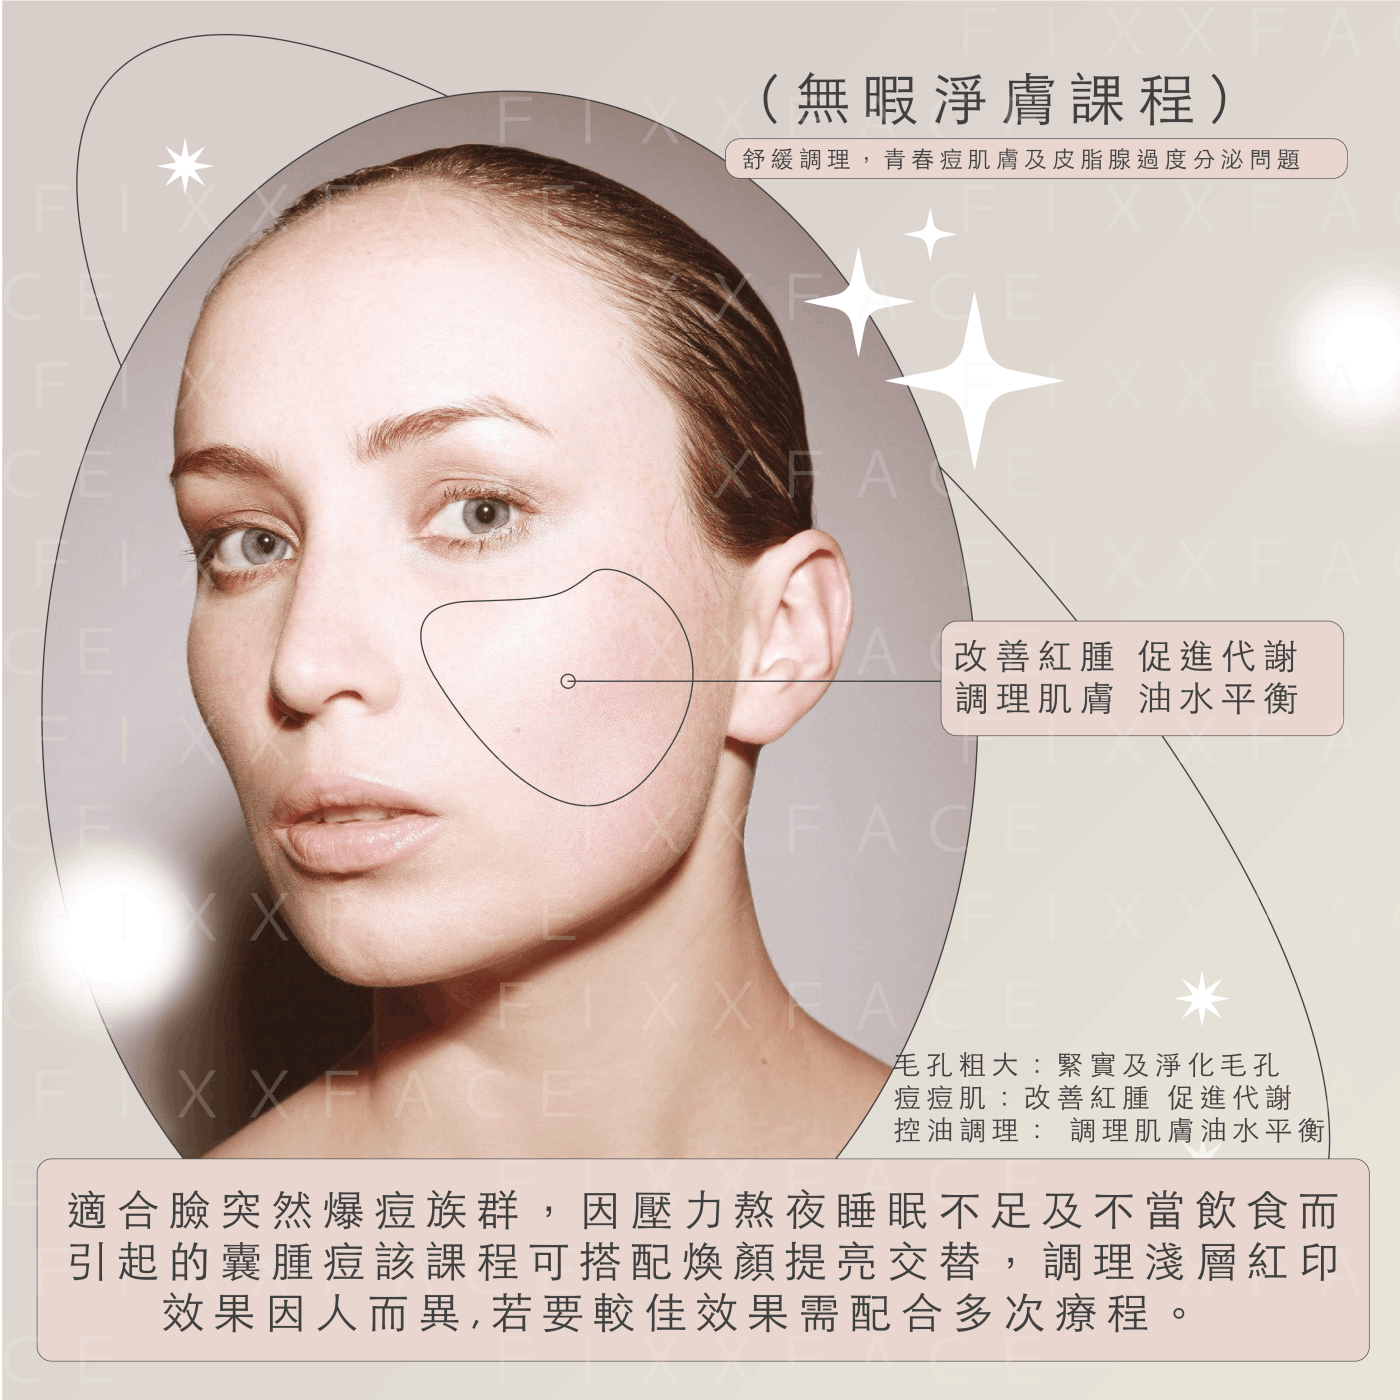 （無暇淨膚課程）
舒緩調理，青春痘肌膚及皮脂腺過度分泌問題
改善紅腫 促進代謝
調理肌膚 油水平衡
毛孔粗大：緊實及淨化毛孔
痘痘肌：改善紅腫 促進代謝
控油調理： 調理肌膚油水平衡
適合臉突然爆痘族群，因壓力熬夜睡眠不足及不當飲食而
引起的囊腫痘該課程可搭配煥顏提亮交替，調理淺層紅印
效果因人而異,若要較佳效果需配合多次療程。
FIXXFACE